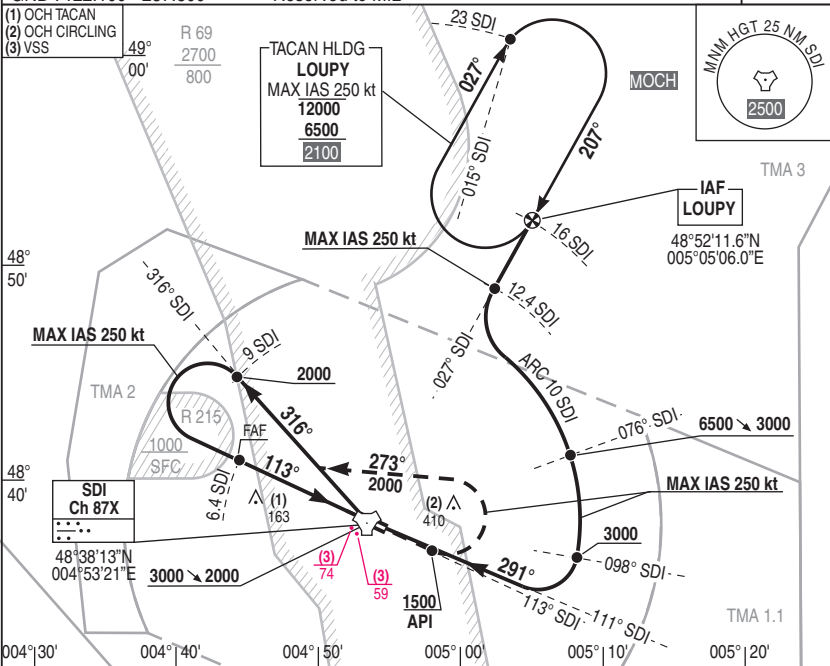 (1) OCH TACAN
(2) OCH CIRCLING
(3) VSS
49°
00'
R 69
2700
800
TACAN HLDG
LOUPY
MAX IAS 250 kt
12000
6500
2100
23 SDI
027°
015° SDI
207°
MOCH
MNM HGT 25 NM SDI
2500
TMA 3
IAF
LOUPY
48°52'11.6"N
005°05'06.0"E
16 SDI
MAX IAS 250 kt
12.4 SDI
027° SDI
48°
50'
316° SDI
MAX IAS 250 kt
9 SDI
2000
ARC 10 SDI
TMA 2
R 215
1000
SFC
316°
FAF
076° SDI
6500 ↘ 3000
113°
273°
2000
48°
40'
6.4 SDI
(1)
163
(2)
410
MAX IAS 250 kt
SDI
Ch 87X
48°38'13"N
004°53'21"E
3000 ↘ 2000
(3)
74
(3)
59
3000
098° SDI
291°
1500
API
113° SDI
111° SDI
TMA 1.1
004°30'
004°40'
004°50'
005°00'
005°10'
005°20'